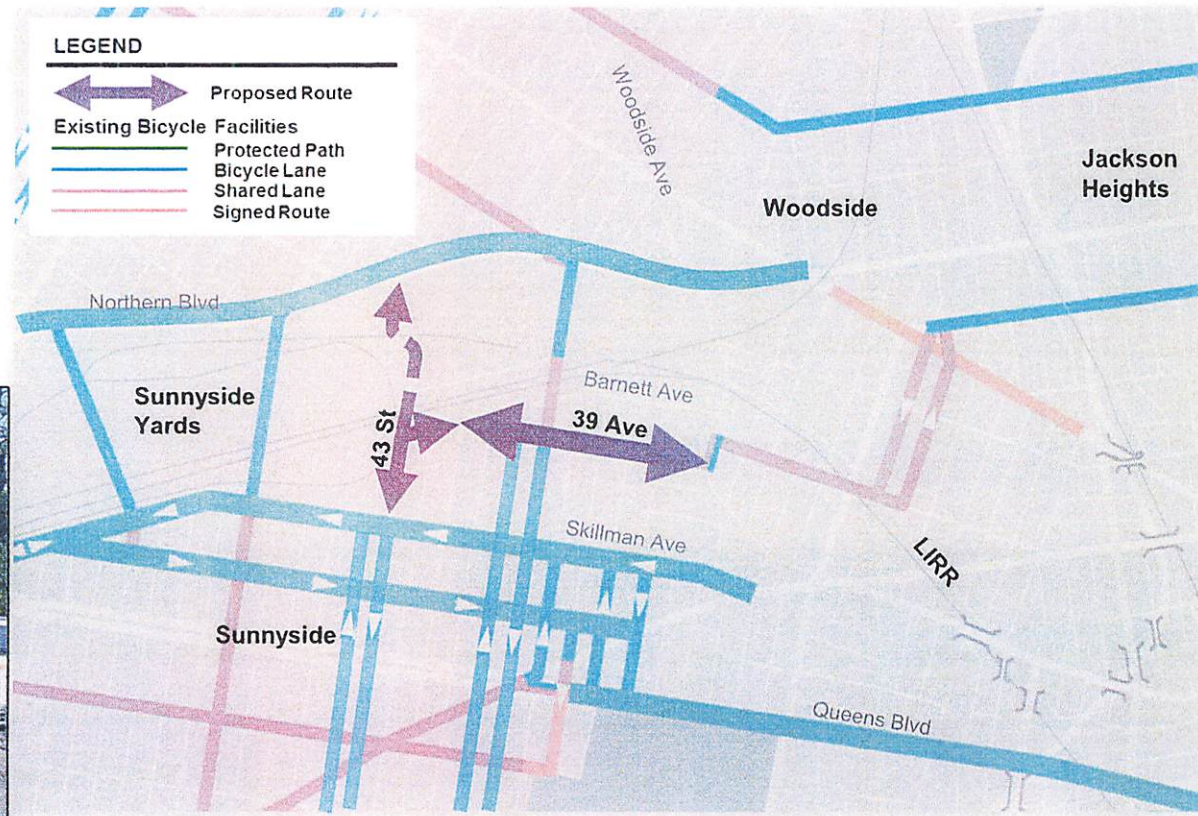 LEGEND
Proposed Route
Existing Bicycle Facilities
Protected Path
Bicycle Lane
Shared Lane
Signed Route
Woodside Ave
Jackson
Heights
Woodside
Northern Blvd
Barnett Ave
Sunnyside
Yards
39 Ave
43 St
Skillman Ave
LIRR
Sunnyside
Queens Blvd